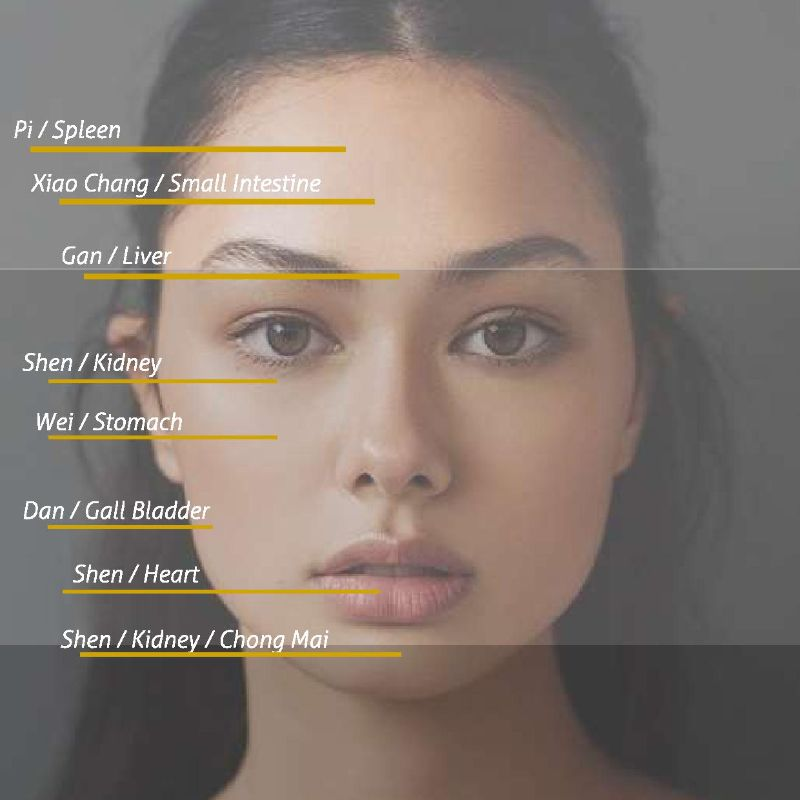 Pi / Spleen
Xiao Chang / Small Intestine
Gan / Liver
Shen / Kidney
Wei / Stomach
Dan / Gall Bladder
Shen / Heart
Shen / Kidney / Chong Mai